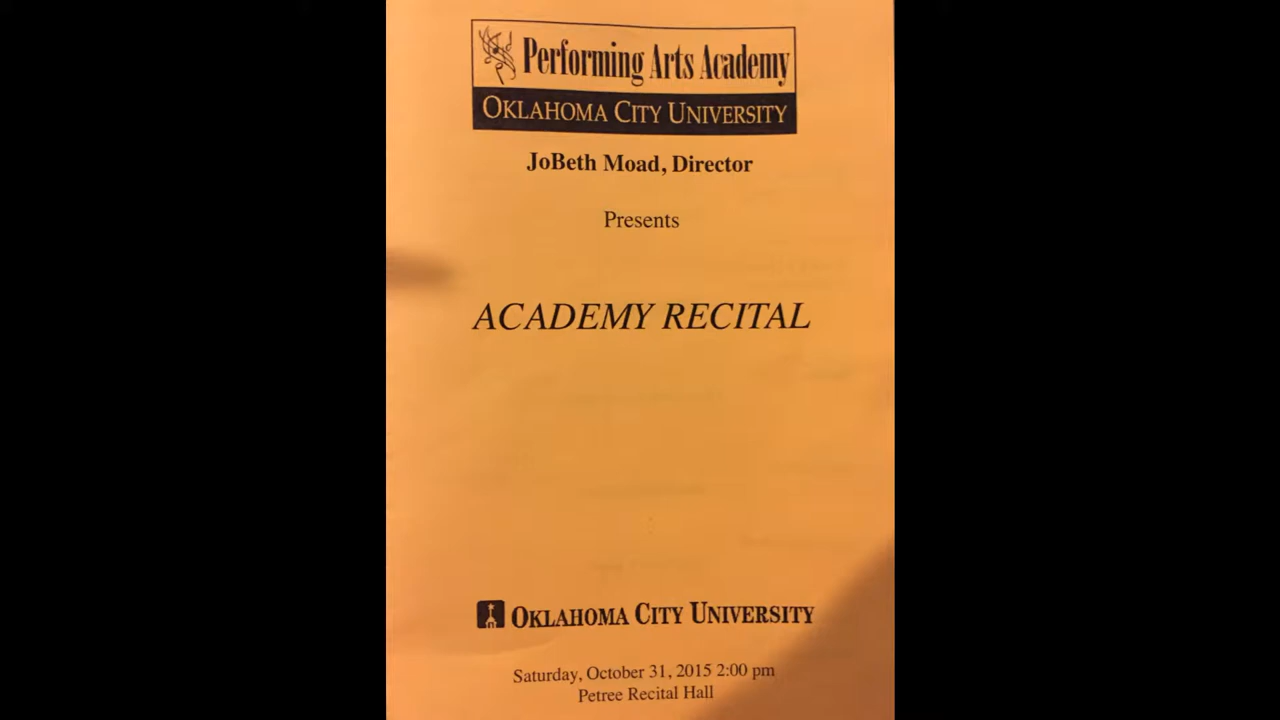 Performing Arts Academy
OKLAHOMA CITY UNIVERSITY
JoBeth Moad, Director
Presents
ACADEMY RECITAL
OKLAHOMA CITY UNIVERSITY
Saturday, October 31, 2015 2:00 pm
Petree Recital Hall